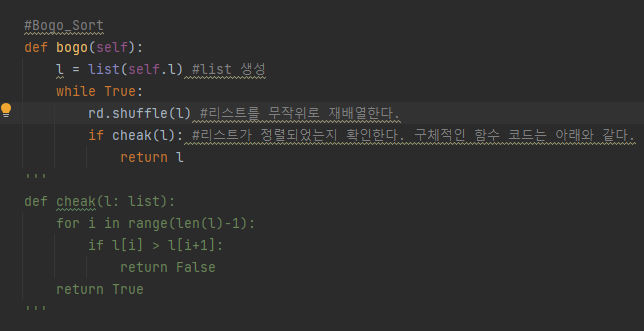 #Bogo_Sort
def bogo(self):
    l = list(self.l) #list 생성
    while True:
        rd.shuffle(l) #리스트를 무작위로 재배열한다.
        if cheak(l): #리스트가 정렬되었는지 확인한다. 구체적인 함수 코드는 아래와 같다.
            return l
'''
def cheak(l: list):
    for i in range(len(l)-1):
        if l[i] > l[i+1]:
            return False
    return True
'''